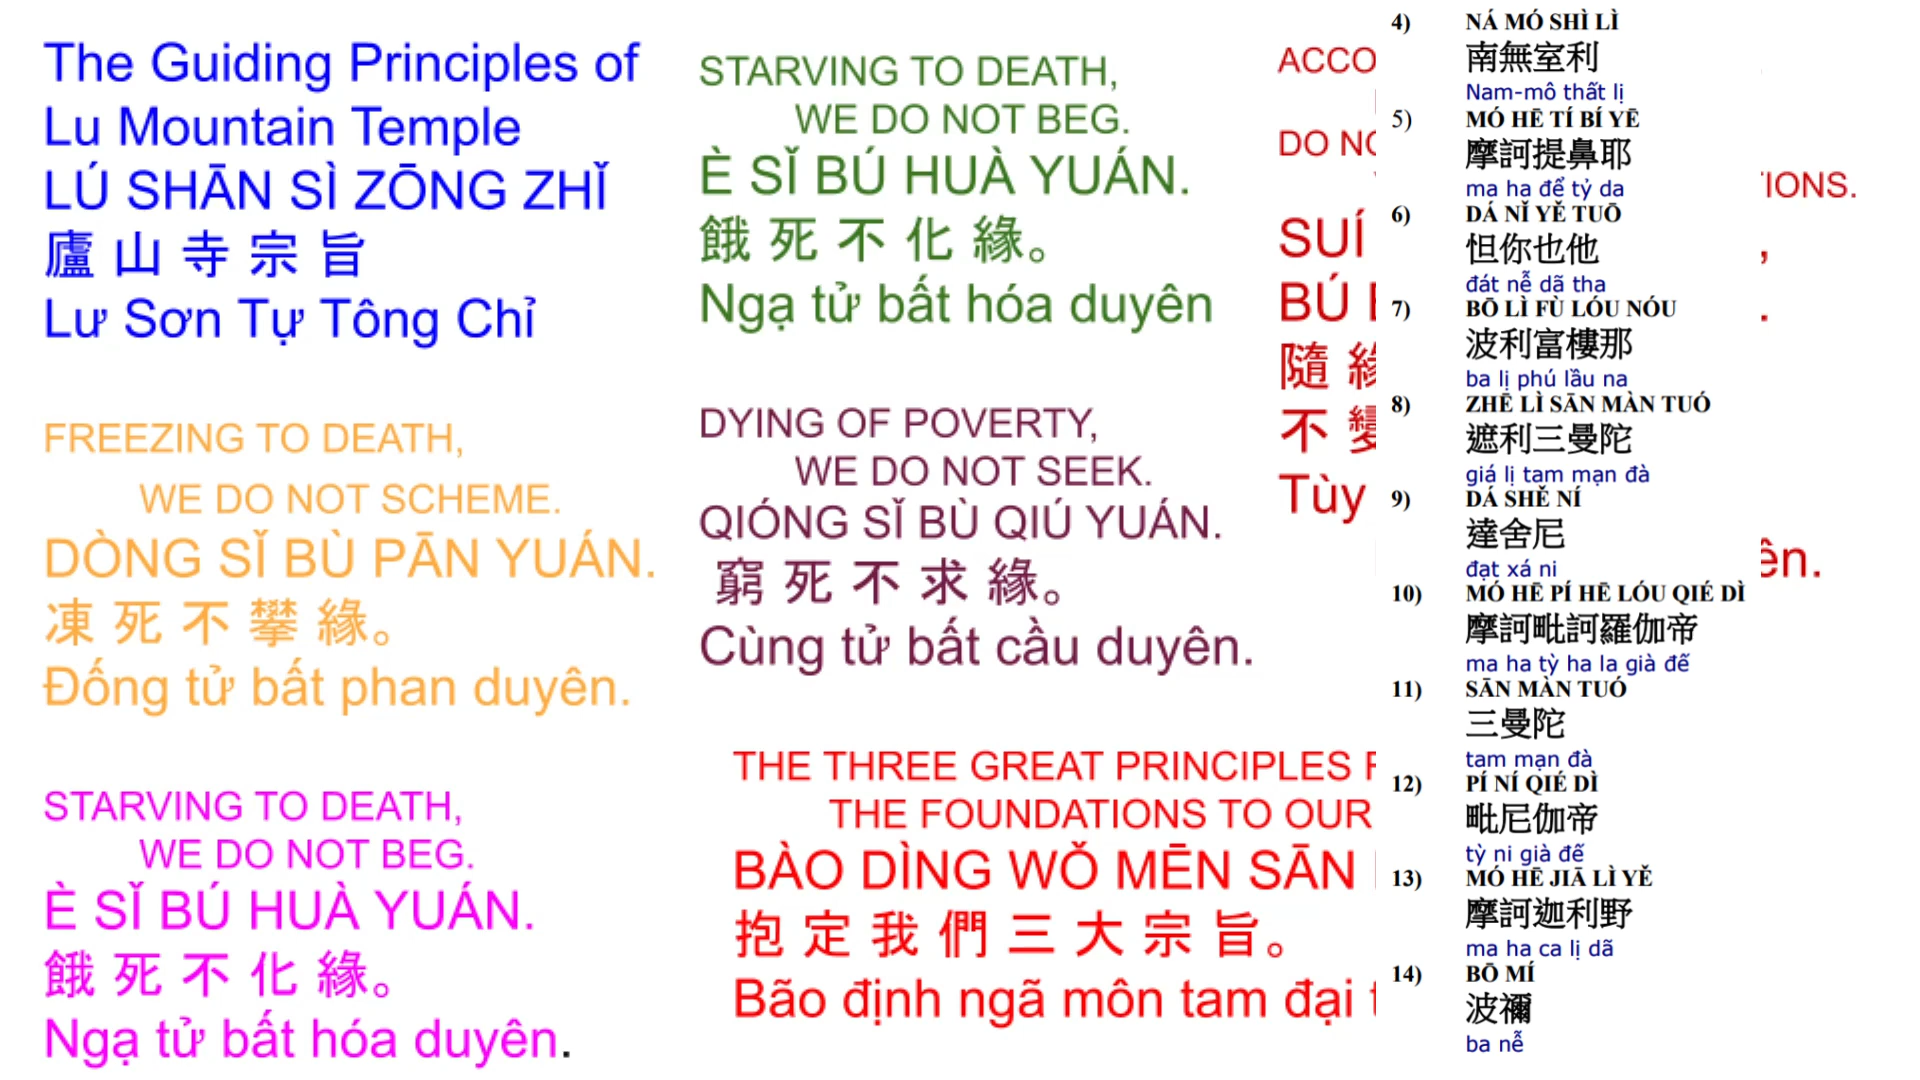 The Guiding Principles of
Lu Mountain Temple
LÚ SHĀN SÌ ZŌNG ZHǏ
廬 山 寺 宗 旨
Lư Sơn Tự Tông Chỉ
FREEZING TO DEATH,
WE DO NOT SCHEME.
DÒNG SǏ BÙ PĀN YUÁN.
凍 死 不 攀 緣。
Đống tử bất phan duyên.
STARVING TO DEATH,
WE DO NOT BEG.
È SǏ BÚ HUÀ YUÁN.
餓 死 不 化 緣。
Ngạ tử bất hóa duyên.
STARVING TO DEATH,
WE DO NOT BEG.
È SǏ BÚ HUÀ YUÁN.
餓 死 不 化 緣。
Ngạ tử bất hóa duyên
DYING OF POVERTY,
WE DO NOT SEEK.
QIÓNG SǏ BÙ QIÚ YUÁN.
窮 死 不 求 緣。
Cùng tử bất cầu duyên.
THE THREE GREAT PRINCIPLES
THE FOUNDATIONS TO OUR
BÀO DÌNG WǑ MĒN SĀN
抱 定 我 們 三 大 宗 旨。
Bão định ngã môn tam đại
ACCO
DO NO
IONS.
SUÍ
BÚ
隨 緣
不 變
Tùy
ên.
4) NÁ MÓ SHÌ LÌ
南無室利
Nam-mô thất lị
5) MÓ HĒ TÍ BÍ YĒ
摩訶提鼻耶
ma ha để tỷ da
6) DÁ NǏ YĚ TUŌ
怛你也他
đát nễ dã tha
7) BŌ LÌ FÙ LÓU NÓU
波利富樓那
ba lị phú lầu na
8) ZHĒ LÌ SĀN MÀN TUÓ
遮利三曼陀
giá lị tam mạn đà
9) DÁ SHĚ NÍ
達舍尼
đạt xá ni
10) MÓ HĒ PÍ HĒ LÓU QIÉ DÌ
摩訶毗訶羅伽帝
ma ha tỳ ha la già đế
11) SĀN MÀN TUÓ
三曼陀
tam mạn đà
12) PÍ NÍ QIÉ DÌ
毗尼伽帝
tỳ ni già đế
13) MÓ HĒ JIĀ LÌ YĚ
摩訶迦利野
ma ha ca lị dã
14) BŌ MÍ
波禰
ba nễ